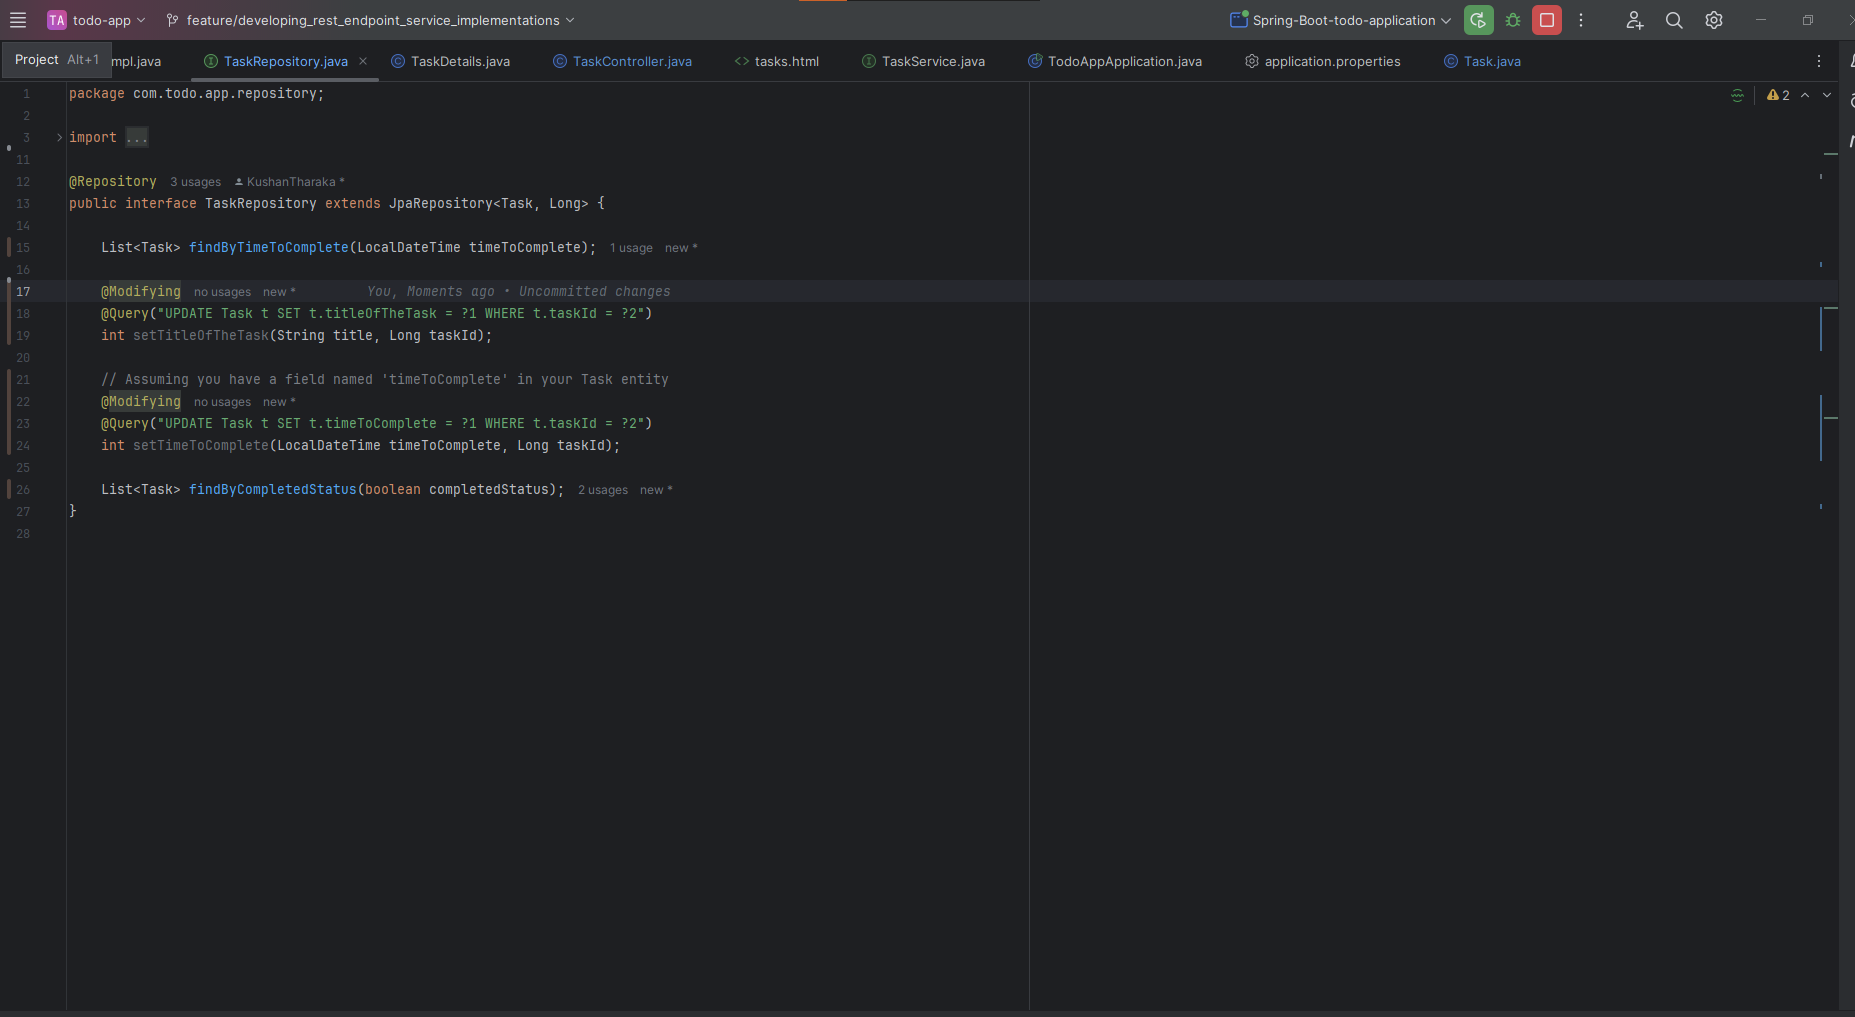 TA todo-app feature/developing_rest_endpoint_service_implementations Spring-Boot-todo-application
Project Alt+1 mpl.java TaskRepository.java TaskDetails.java TaskController.java <> tasks.html TaskService.java TodoAppApplication.java application.properties Task.java
1 package com.todo.app.repository;
2
3 import ...
11
12 @Repository 3 usages KushanTharaka *
13 public interface TaskRepository extends JpaRepository<Task, Long> {
14
15 List<Task> findByTimeToComplete(LocalDateTime timeToComplete); 1 usage new *
16
17 @Modifying no usages new * You, Moments ago • Uncommitted changes
18 @Query("UPDATE Task t SET t.titleOfTheTask = ?1 WHERE t.taskId = ?2")
19 int setTitleOfTheTask(String title, Long taskId);
20
21 // Assuming you have a field named 'timeToComplete' in your Task entity
22 @Modifying no usages new *
23 @Query("UPDATE Task t SET t.timeToComplete = ?1 WHERE t.taskId = ?2")
24 int setTimeToComplete(LocalDateTime timeToComplete, Long taskId);
25
26 List<Task> findByCompletedStatus(boolean completedStatus); 2 usages new *
27 }
28
2